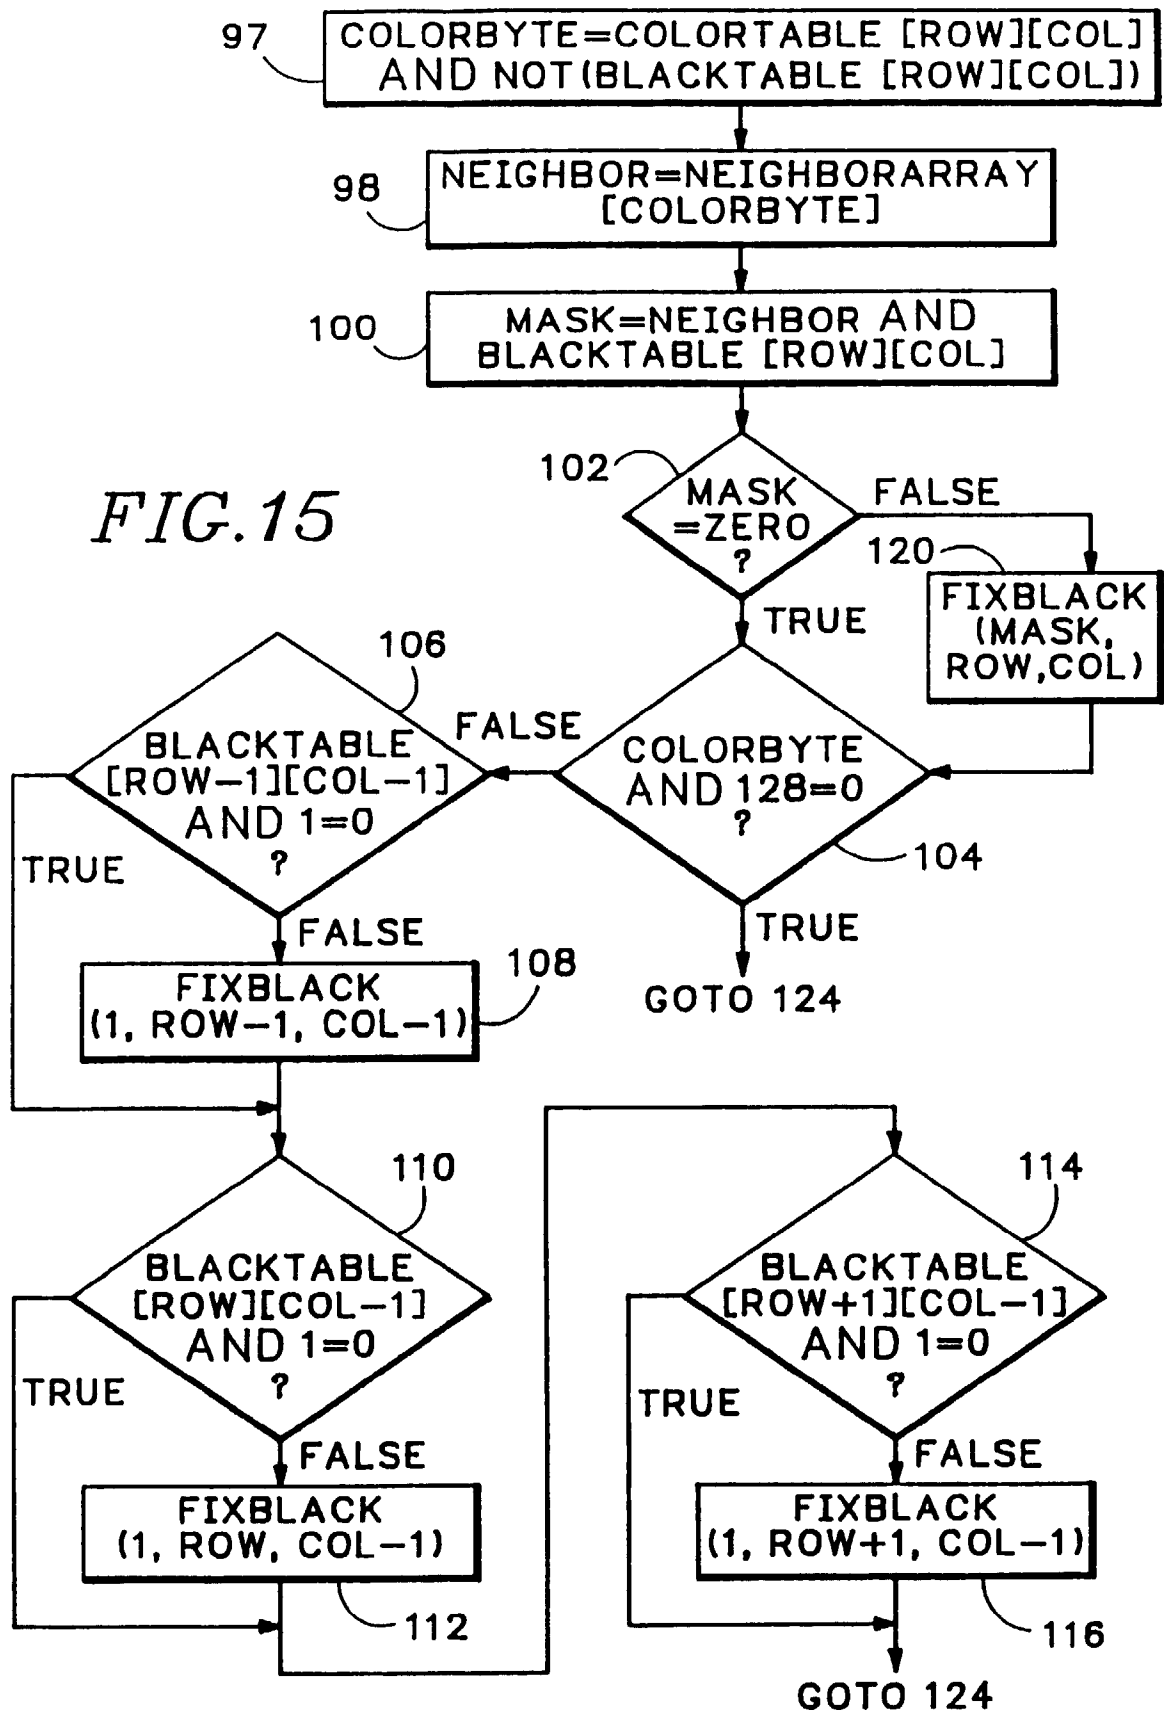 97
COLORBYTE=COLORTABLE [ROW][COL]
AND NOT(BLACKTABLE [ROW][COL])
98
NEIGHBOR=NEIGHBORARRAY
[COLORBYTE]
100
MASK=NEIGHBOR AND
BLACKTABLE [ROW][COL]
102
MASK
=ZERO
?
FALSE
TRUE
FIG.15
120
FIXBLACK
(MASK,
ROW,COL)
106
BLACKTABLE
[ROW-1][COL-1]
AND 1=0
?
TRUE
FALSE
FALSE
COLORBYTE
AND 128=0
?
104
TRUE
GOTO 124
108
FIXBLACK
(1, ROW-1, COL-1)
110
BLACKTABLE
[ROW][COL-1]
AND 1=0
?
TRUE
FALSE
FIXBLACK
(1, ROW, COL-1)
112
114
BLACKTABLE
[ROW+1][COL-1]
AND 1=0
?
TRUE
FALSE
FIXBLACK
(1, ROW+1, COL-1)
116
GOTO 124